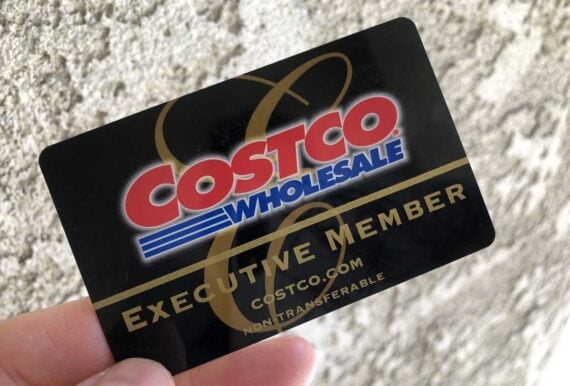 COSTCO®
WHOLESALE
EXECUTIVE MEMBER
COSTCO.COM
NON-TRANSFERABLE